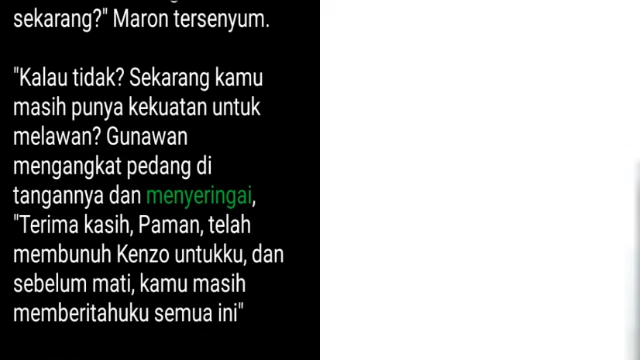 sekarang?" Maron tersenyum.
"Kalau tidak? Sekarang kamu
masih punya kekuatan untuk
melawan? Gunawan
mengangkat pedang di
tangannya dan menyeringai,
"Terima kasih, Paman, telah
membunuh Kenzo untukku, dan
sebelum mati, kamu masih
memberitahuku semua ini"